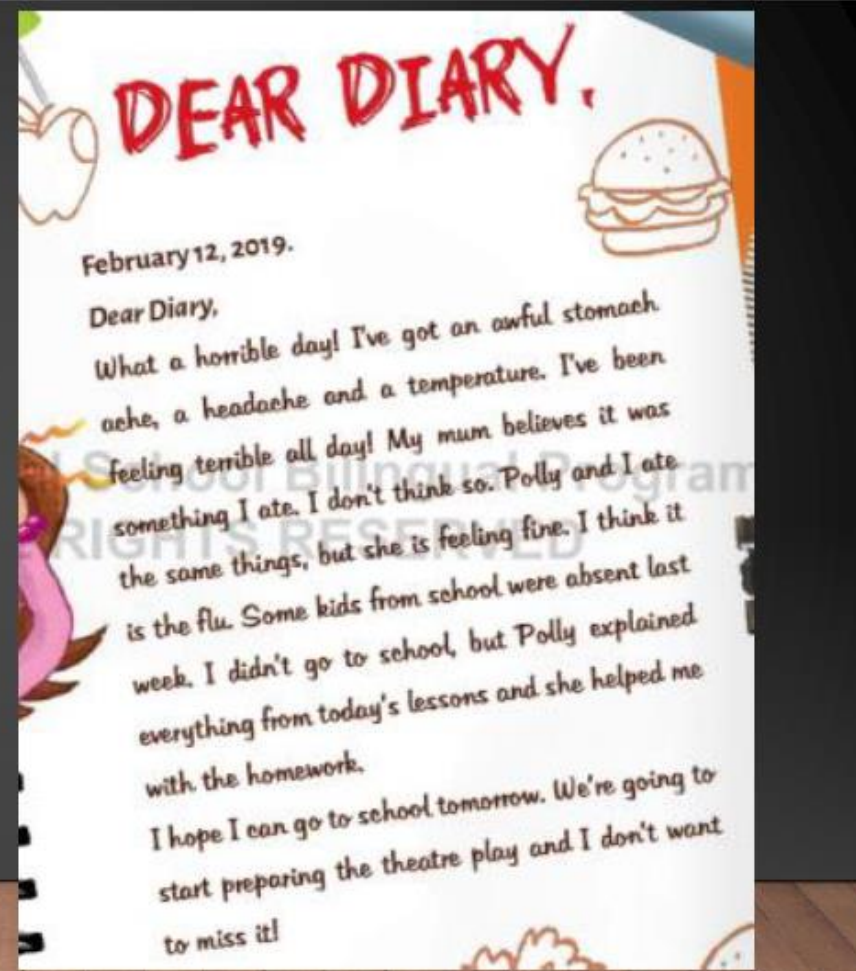 DEAR DIARY,
February 12, 2019.
Dear Diary,
What a horrible day! I've got an awful stomach
ache, a headache and a temperature. I've been
feeling terrible all day! My mum believes it was
something I ate. I don't think so. Polly and I ate
the same things, but she is feeling fine. I think it
is the flu. Some kids from school were absent last
week. I didn't go to school, but Polly explained
everything from today's lessons and she helped me
with the homework.
I hope I can go to school tomorrow. We're going to
start preparing the theatre play and I don't want
to miss it!
School Bilingual Program
RIGHTS RESERVED